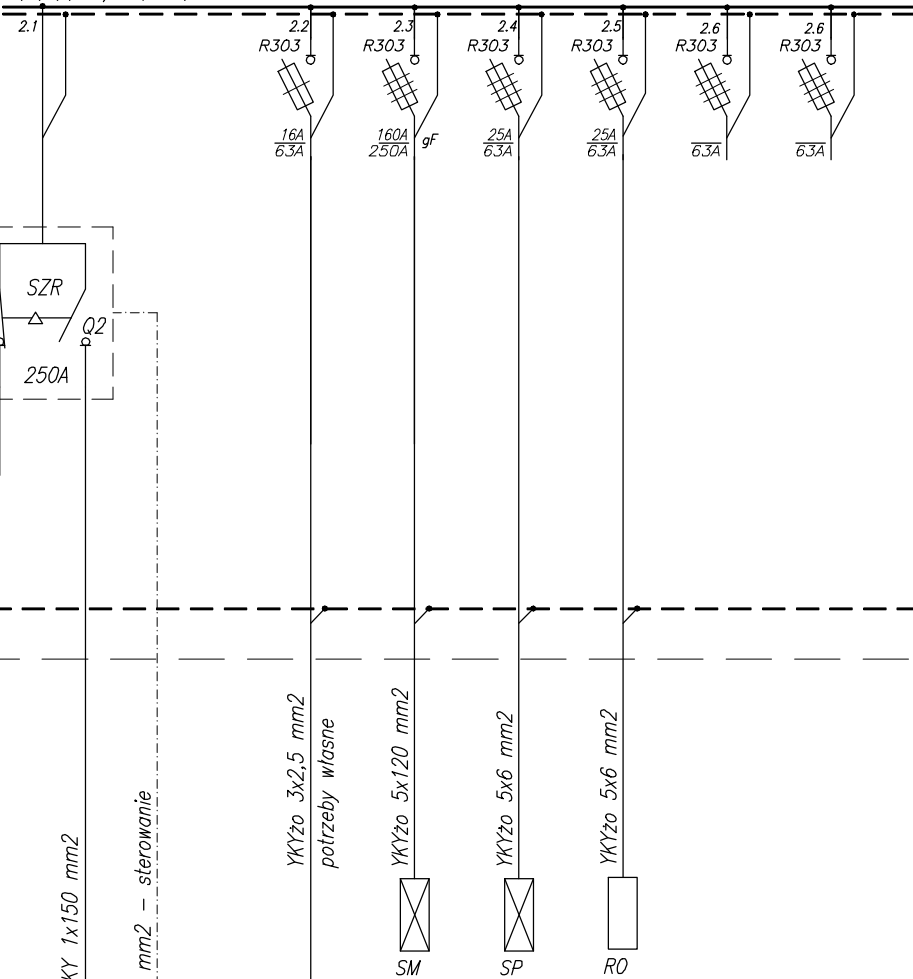 2.1
2.2
2.3
2.4
2.5
2.6
2.6
R303
R303
R303
R303
R303
R303
16A
63A
160A
250A
gF
25A
63A
25A
63A
63A
63A
SZR
Q2
250A
KY 1x150 mm2
mm2 - sterowanie
YKYżo 3x2,5 mm2
potrzeby własne
YKYżo 5x120 mm2
YKYżo 5x6 mm2
YKYżo 5x6 mm2
SM
SP
RO